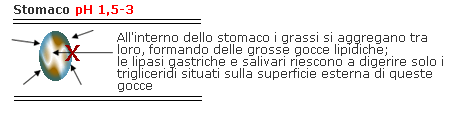 Stomaco pH 1,5-3
All'interno dello stomaco i grassi si aggregano tra
loro, formando delle grosse gocce lipidiche;
le lipasi gastriche e salivari riescono a digerire solo i
trigliceridi situati sulla superficie esterna di queste
gocce
X